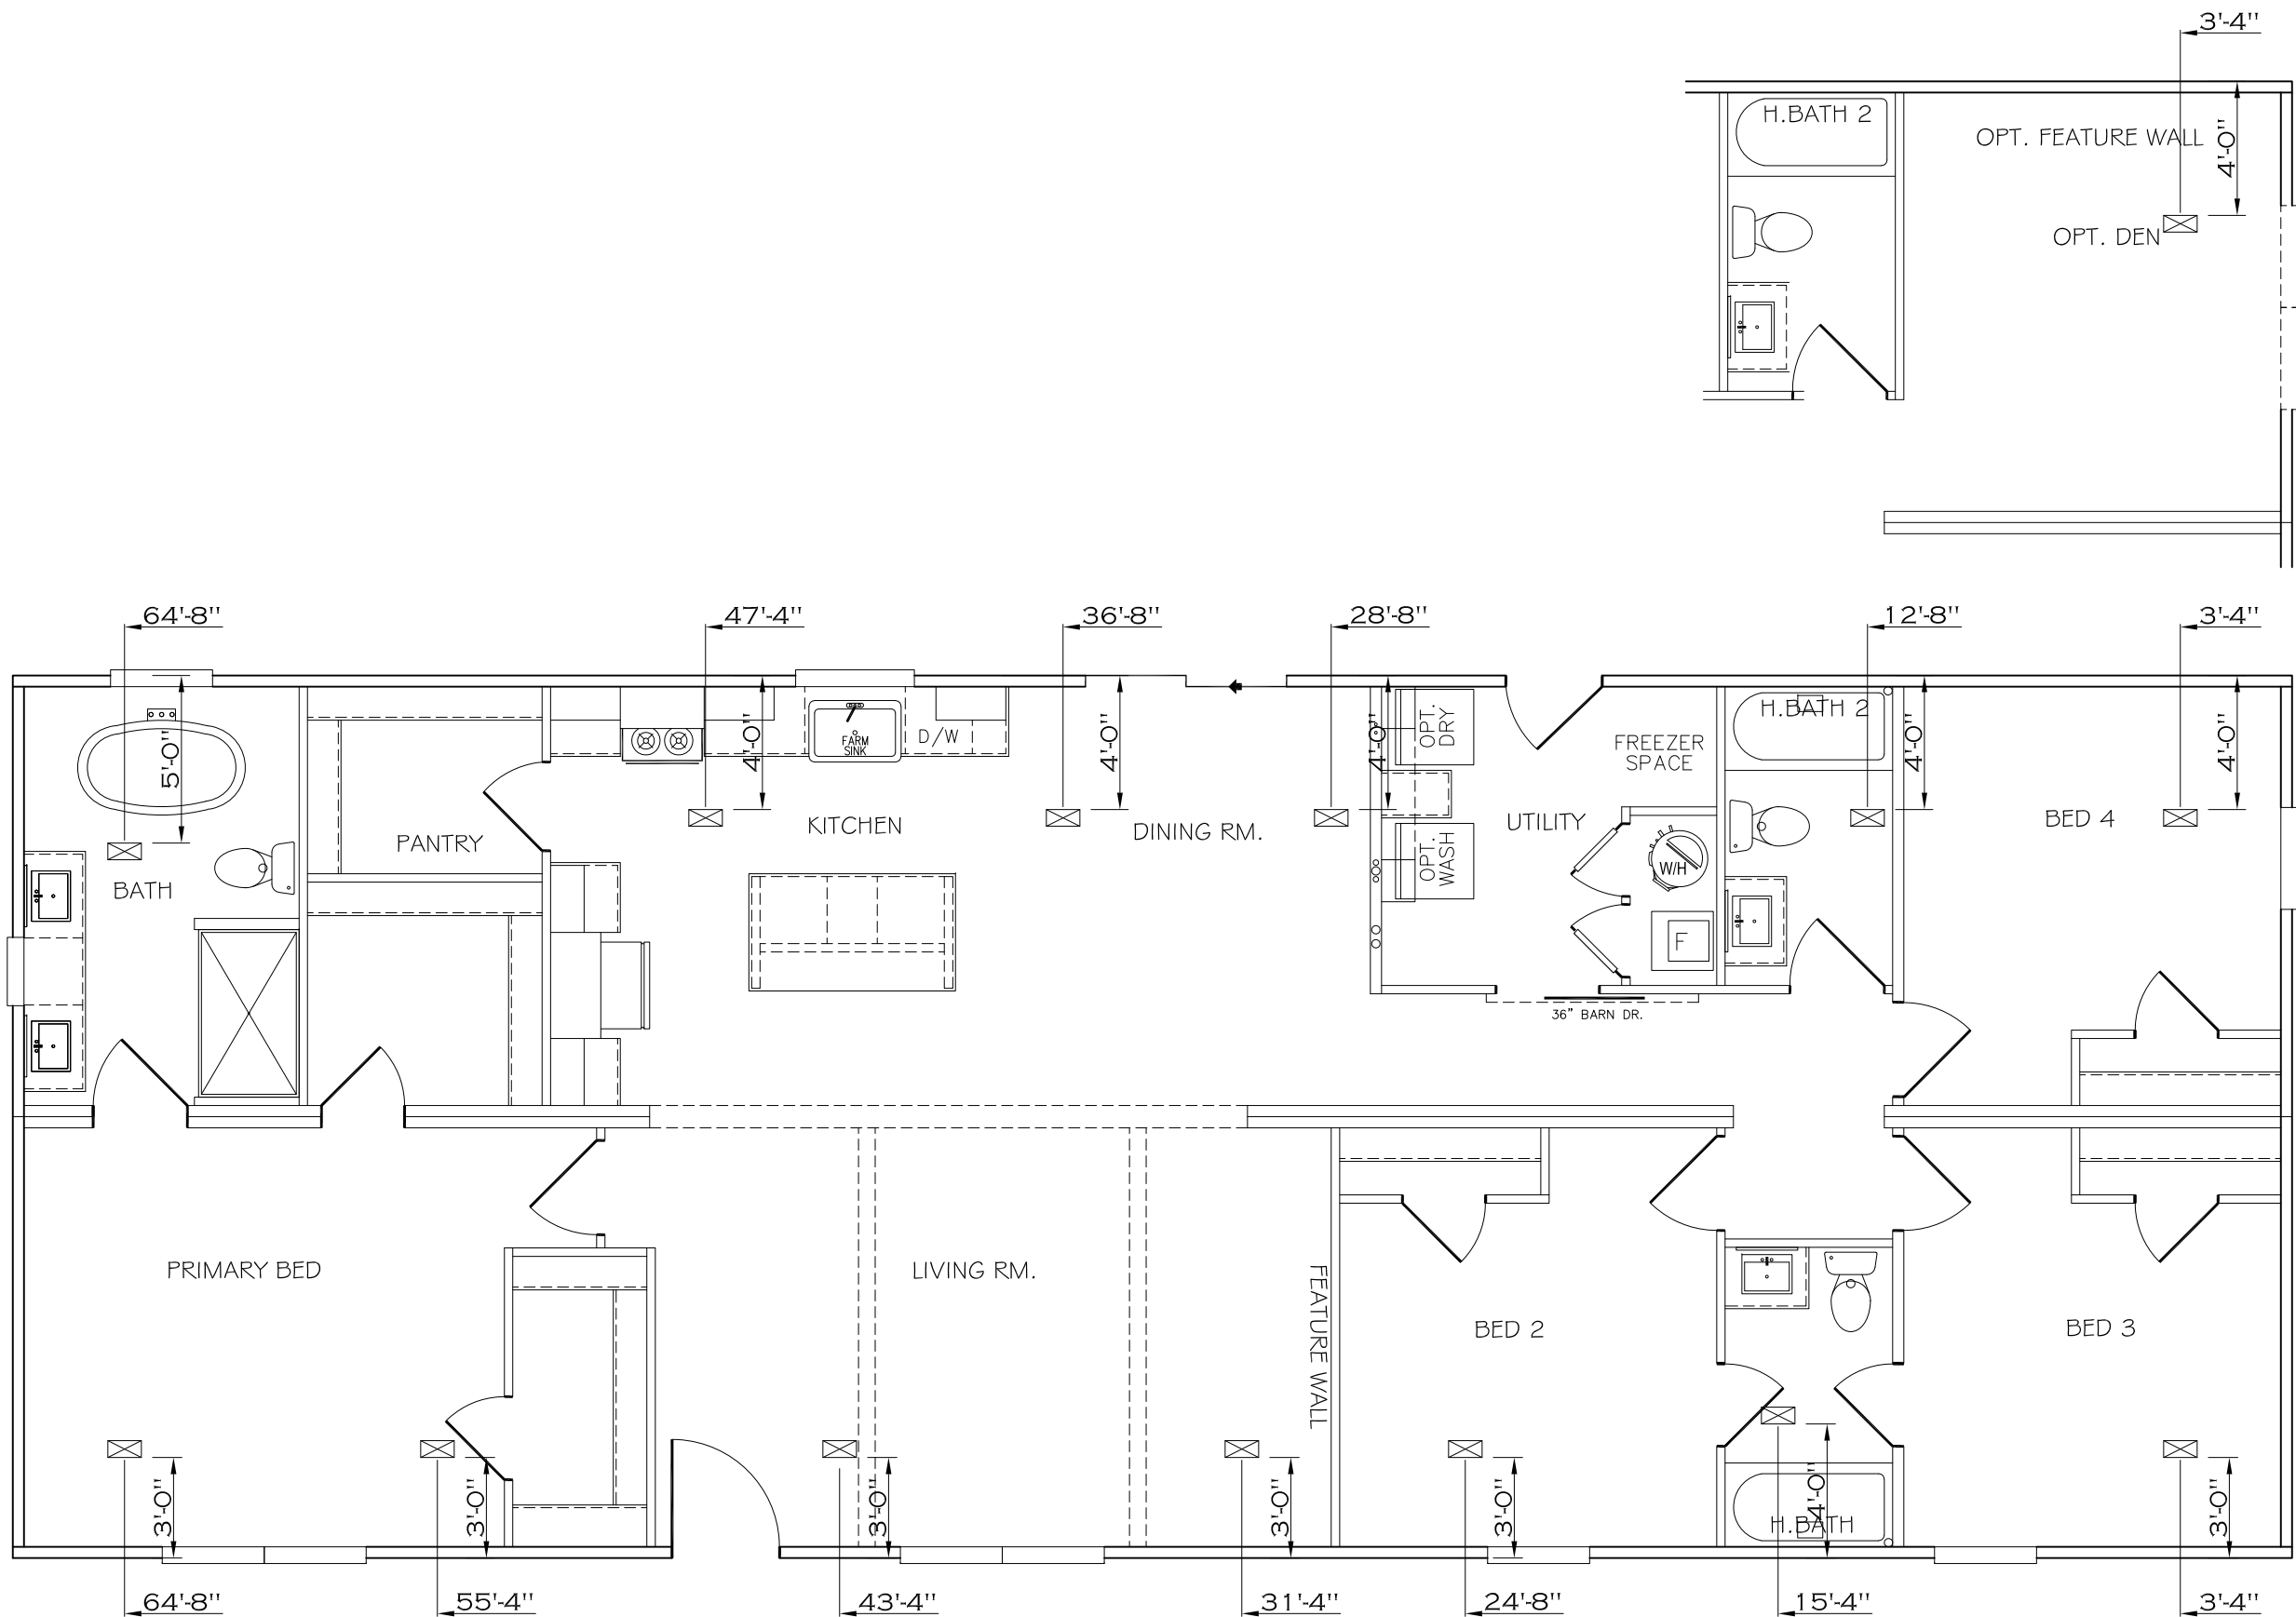 3'-4"
H.BATH 2
OPT. FEATURE WALL
4'-0"
OPT. DEN
64'-8"
47'-4"
36'-8"
28'-8"
12'-8"
3'-4"
5'-0"
4'-0"
4'-0"
4'-0"
4'-0"
4'-0"
FARM
SINK
D/W
OPT.
DRY
FREEZER
SPACE
H.BATH 2
PANTRY
KITCHEN
DINING RM.
UTILITY
BED 4
BATH
OPT.
WASH
W/H
F
36" BARN DR.
PRIMARY BED
LIVING RM.
FEATURE WALL
BED 2
BED 3
3'-0"
3'-0"
3'-0"
3'-0"
3'-0"
4'-0"
3'-0"
H.BATH
64'-8"
55'-4"
43'-4"
31'-4"
24'-8"
15'-4"
3'-4"